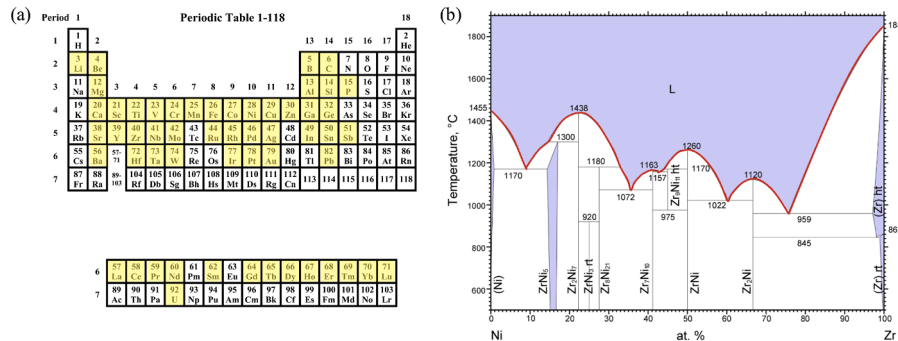 (a)
Periodic Table 1-118
Period 1 18
1 2 13 14 15 16 17 2
1 H He
2 3 4 5 6 7 8 9 10
Li Be B C N O F Ne
3 11 12 3 4 5 6 7 8 9 10 11 12 13 14 15 16 17 18
Na Mg Al Si P S Cl Ar
4 19 20 21 22 23 24 25 26 27 28 29 30 31 32 33 34 35 36
K Ca Sc Ti V Cr Mn Fe Co Ni Cu Zn Ga Ge As Se Br Kr
5 37 38 39 40 41 42 43 44 45 46 47 48 49 50 51 52 53 54
Rb Sr Y Zr Nb Mo Tc Ru Rh Pd Ag Cd In Sn Sb Te I Xe
6 55 56 57-71 72 73 74 75 76 77 78 79 80 81 82 83 84 85 86
Cs Ba Hf Ta W Re Os Ir Pt Au Hg Tl Pb Bi Po At Rn
7 87 88 89-103 104 105 106 107 108 109 110 111 112 113 114 115 116 117 118
Fr Ra Rf Db Sg Bh Hs Mt Ds Rg Cn
6 57 58 59 60 61 62 63 64 65 66 67 68 69 70 71
La Ce Pr Nd Pm Sm Eu Gd Tb Dy Ho Er Tm Yb Lu
7 89 90 91 92 93 94 95 96 97 98 99 100 101 102 103
Ac Th Pa U Np Pu Am Cm Bk Cf Es Fm Md No Lr
(b)
Temperature, °C
1800
1600
1400
1200
1000
800
600
L
1455
1438
1300
1170
1180
920
1072
1163
1157
975
1260
1170
1022
1120
959
845
18
86
(Ni)
ZrNi₅
Zr₂Ni₇
ZrNi₃ rt
Zr₈Ni₂₁
Zr₇Ni₁₀
Zr₉Ni₁₁ ht
ZrNi
Zr₂Ni
(Zr) ht
(Zr) rt
0 10 20 30 40 50 60 70 80 90 100
Ni at. % Zr